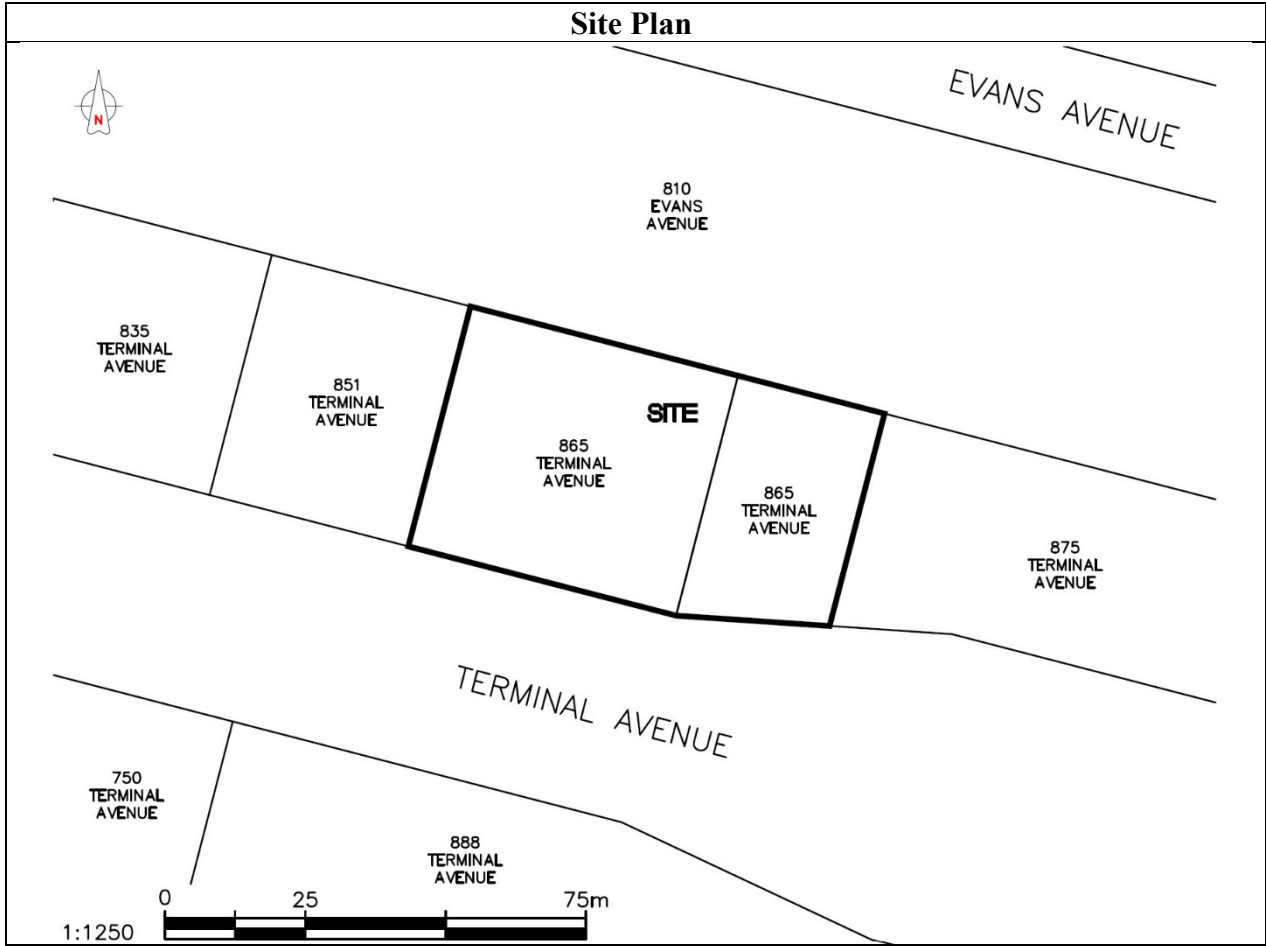 Site Plan
EVANS AVENUE
N
810
EVANS
AVENUE
835
TERMINAL
AVENUE
851
TERMINAL
AVENUE
SITE
865
TERMINAL
AVENUE
865
TERMINAL
AVENUE
875
TERMINAL
AVENUE
TERMINAL AVENUE
750
TERMINAL
AVENUE
888
TERMINAL
AVENUE
0 25 75m
1:1250